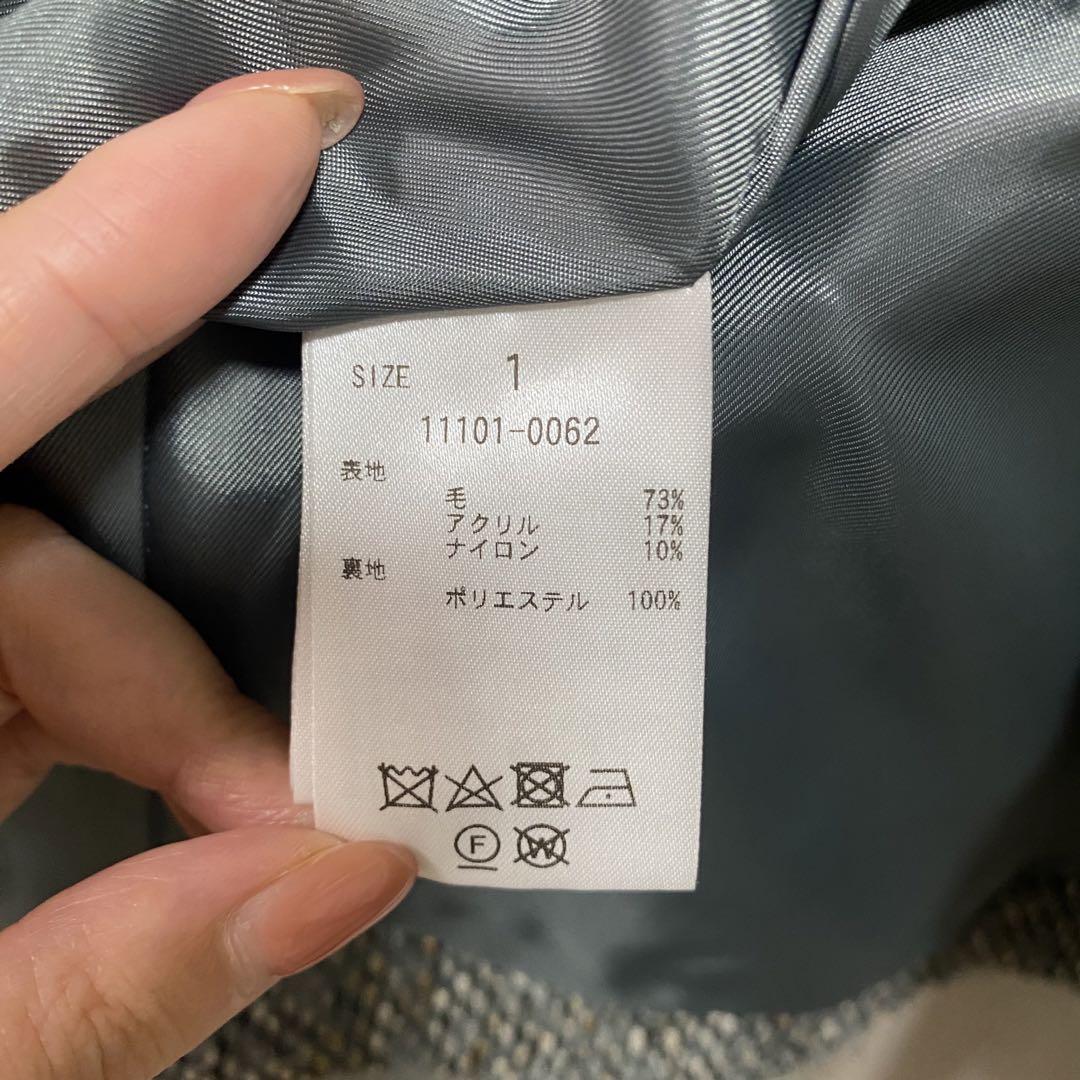 SIZE 1
11101-0062
表地
毛 73%
アクリル 17%
ナイロン 10%
裏地
ポリエステル 100%
F W